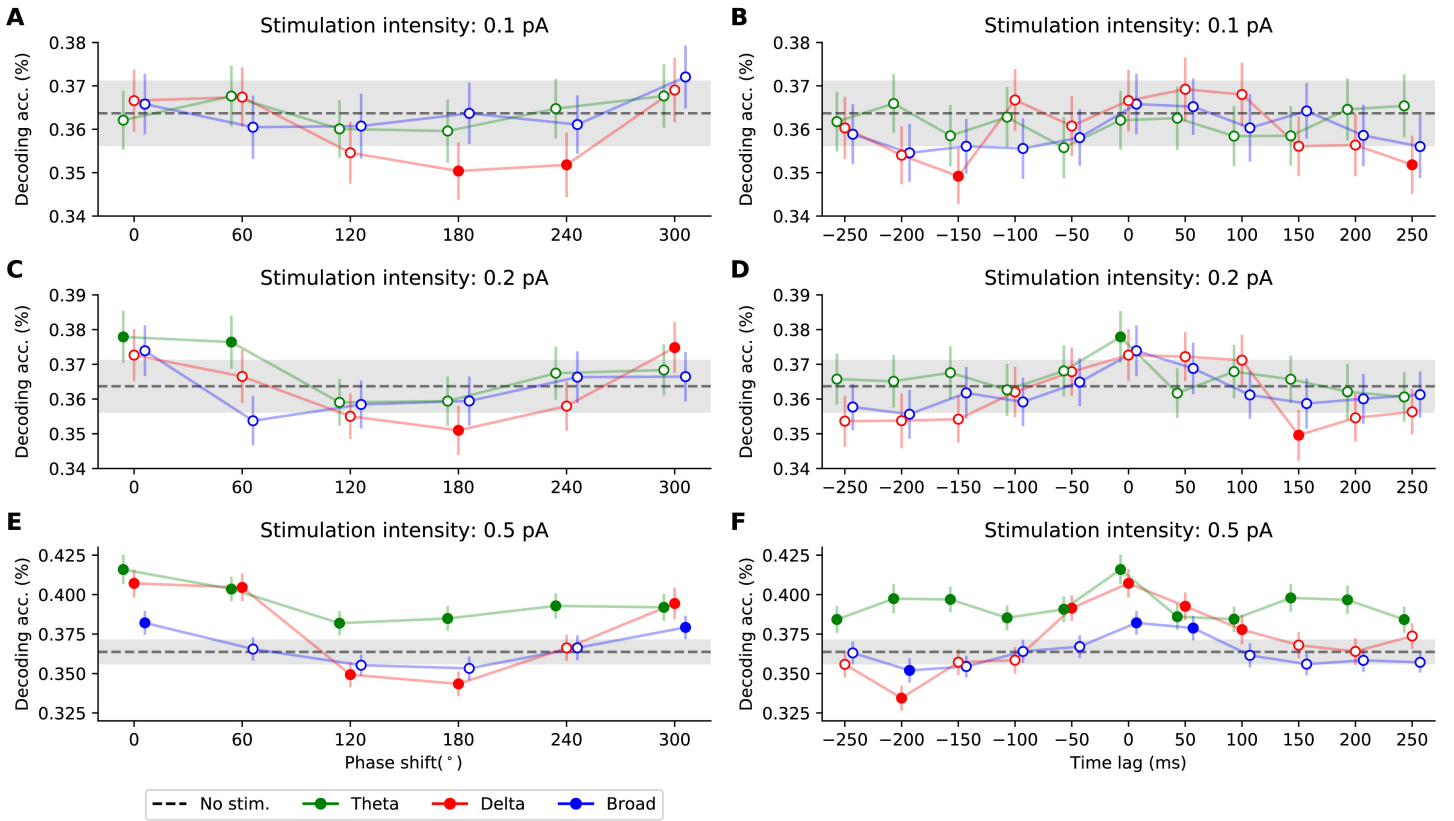 A
Stimulation intensity: 0.1 pA
Decoding acc. (%)
0.38
0.37
0.36
0.35
0.34
0 60 120 180 240 300
B
Stimulation intensity: 0.1 pA
Decoding acc. (%)
0.38
0.37
0.36
0.35
0.34
−250 −200 −150 −100 −50 0 50 100 150 200 250
C
Stimulation intensity: 0.2 pA
Decoding acc. (%)
0.39
0.38
0.37
0.36
0.35
0.34
0 60 120 180 240 300
D
Stimulation intensity: 0.2 pA
Decoding acc. (%)
0.39
0.38
0.37
0.36
0.35
0.34
−250 −200 −150 −100 −50 0 50 100 150 200 250
E
Stimulation intensity: 0.5 pA
Decoding acc. (%)
0.425
0.400
0.375
0.350
0.325
0 60 120 180 240 300
Phase shift(°)
F
Stimulation intensity: 0.5 pA
Decoding acc. (%)
0.425
0.400
0.375
0.350
0.325
−250 −200 −150 −100 −50 0 50 100 150 200 250
Time lag (ms)
No stim. Theta Delta Broad